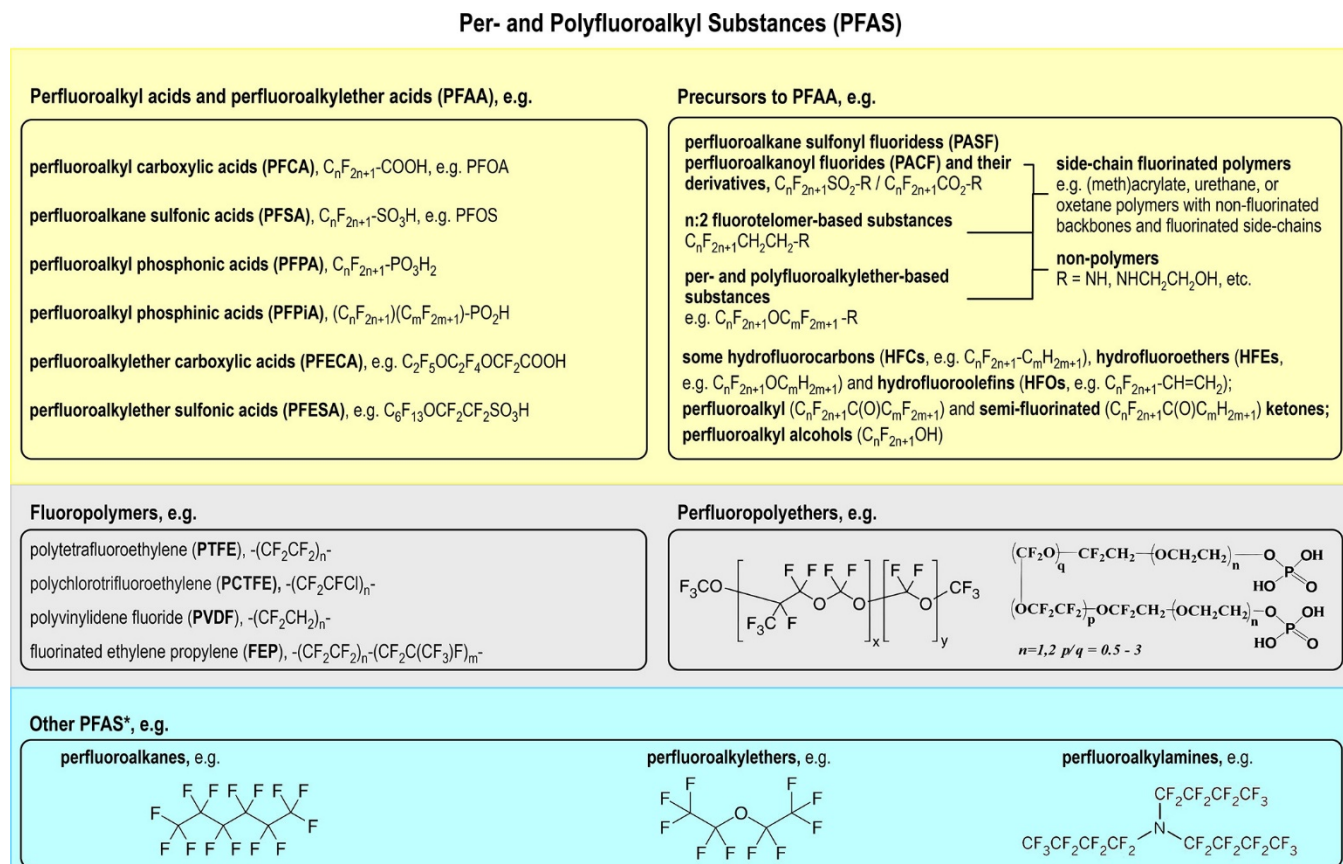 Per- and Polyfluoroalkyl Substances (PFAS)
Perfluoroalkyl acids and perfluoroalkylether acids (PFAA), e.g.
perfluoroalkyl carboxylic acids (PFCA), CnF2n+1-COOH, e.g. PFOA
perfluoroalkane sulfonic acids (PFSA), CnF2n+1-SO3H, e.g. PFOS
perfluoroalkyl phosphonic acids (PFPA), CnF2n+1-PO3H2
perfluoroalkyl phosphinic acids (PFPiA), (CnF2n+1)(CmF2m+1)-PO2H
perfluoroalkylether carboxylic acids (PFECA), e.g. C2F5OC2F4OCF2COOH
perfluoroalkylether sulfonic acids (PFESA), e.g. C6F13OCF2CF2SO3H
Precursors to PFAA, e.g.
perfluoroalkane sulfonyl fluoridess (PASF)
perfluoroalkanoyl fluorides (PACF) and their
derivatives, CnF2n+1SO2-R / CnF2n+1CO2-R
n:2 fluorotelomer-based substances
CnF2n+1CH2CH2-R
per- and polyfluoroalkylether-based
substances
e.g. CnF2n+1OCmF2m+1 -R
side-chain fluorinated polymers
e.g. (meth)acrylate, urethane, or
oxetane polymers with non-fluorinated
backbones and fluorinated side-chains
non-polymers
R = NH, NHCH2CH2OH, etc.
some hydrofluorocarbons (HFCs, e.g. CnF2n+1-CmH2m+1), hydrofluoroethers (HFEs,
e.g. CnF2n+1OCmH2m+1) and hydrofluoroolefins (HFOs, e.g. CnF2n+1-CH=CH2);
perfluoroalkyl (CnF2n+1C(O)CmF2m+1) and semi-fluorinated (CnF2n+1C(O)CmH2m+1) ketones;
perfluoroalkyl alcohols (CnF2n+1OH)
Fluoropolymers, e.g.
polytetrafluoroethylene (PTFE), -(CF2CF2)n-
polychlorotrifluoroethylene (PCTFE), -(CF2CFCl)n-
polyvinylidene fluoride (PVDF), -(CF2CH2)n-
fluorinated ethylene propylene (FEP), -(CF2CF2)n-(CF2C(CF3)F)m-
Perfluoropolyethers, e.g.
F F F F F F
F3CO F O O O CF3
F3C F x y
(CF2O)q-CF2CH2-(OCH2CH2)n-O OH
P
HO O
(OCF2CF2)p-OCF2CH2-(OCH2CH2)n-O OH
P
HO O
n=1,2 p/q = 0.5 - 3
Other PFAS*, e.g.
perfluoroalkanes, e.g.
F F F F F F
F F
F F F F F F
perfluoroalkylethers, e.g.
F F
F O F
F F
F F F F
perfluoroalkylamines, e.g.
CF2CF2CF2CF3
N
CF3CF2CF2CF2 CF2CF2CF2CF3